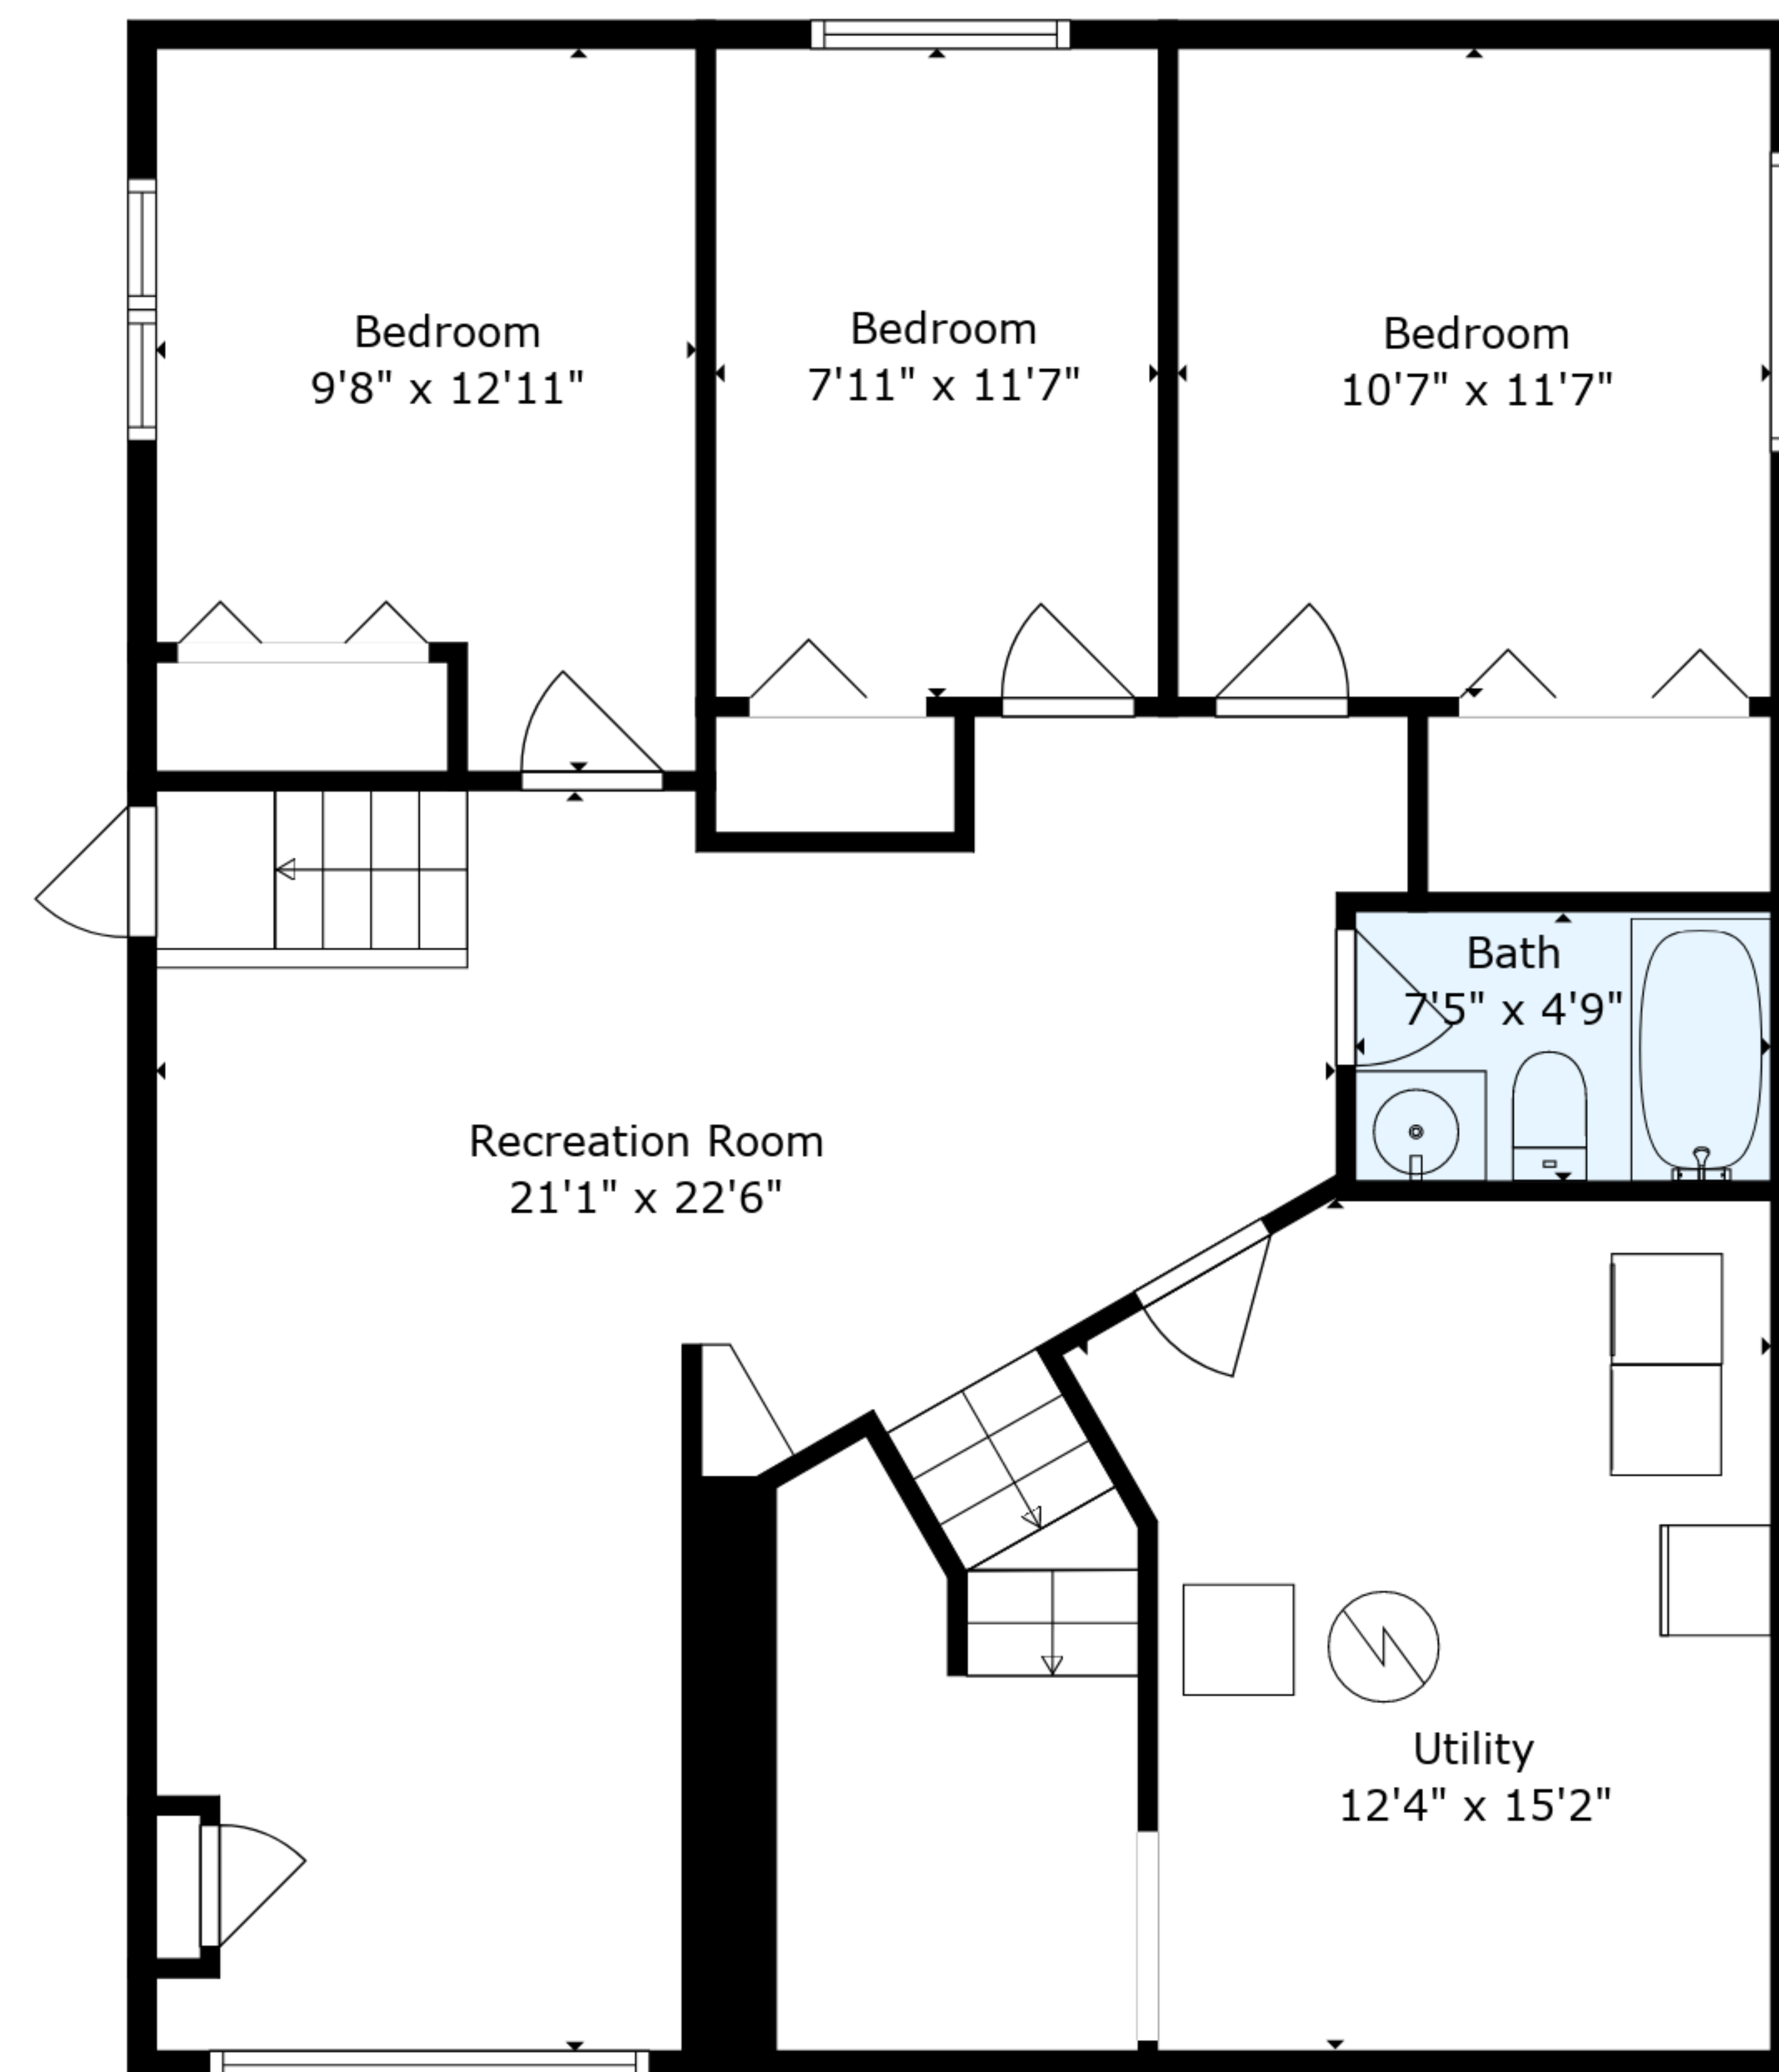 Bedroom
9'8" x 12'11"
Bedroom
7'11" x 11'7"
Bedroom
10'7" x 11'7"
Bath
7'5" x 4'9"
Recreation Room
21'1" x 22'6"
Utility
12'4" x 15'2"